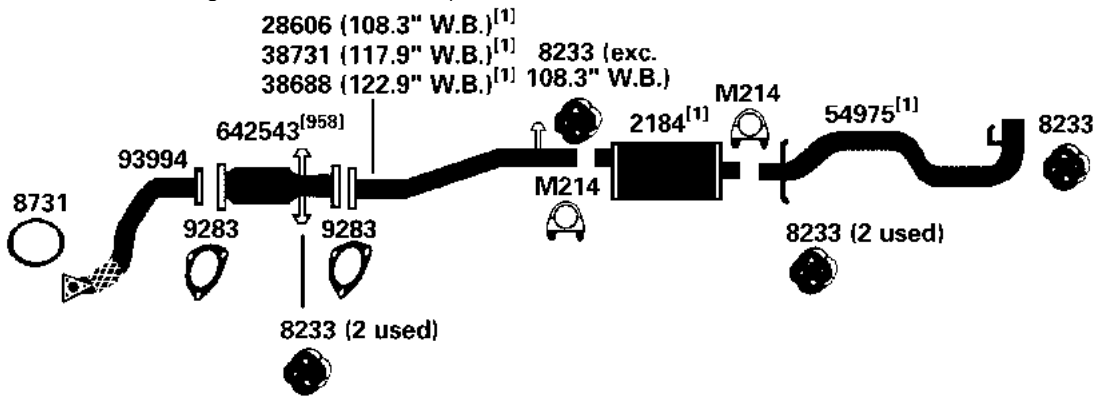 28606 (108.3" W.B.)[1]
38731 (117.9" W.B.)[1]
38688 (122.9" W.B.)[1]
8233 (exc.
108.3" W.B.)
M214
2184[1]
54975[1]
8233
642543[958]
93994
M214
8731
9283
9283
8233 (2 used)
8233 (2 used)